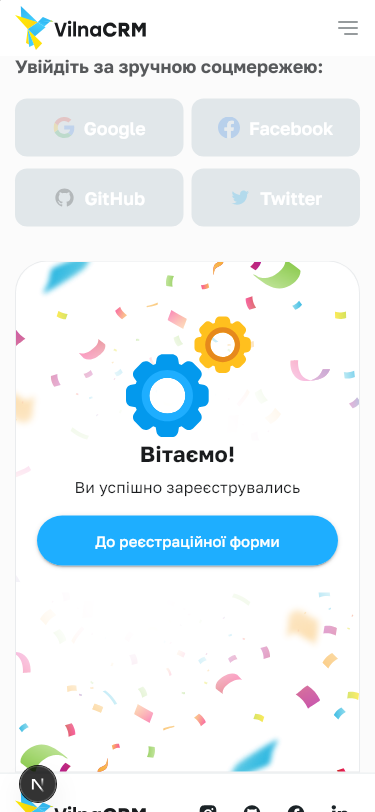 VilnaCRM
Увійдіть за зручною соцмережею:
Google
Facebook
GitHub
Twitter
Вітаємо!
Ви успішно зареєструвались
До реєстраційної форми
N
VilnaCRM